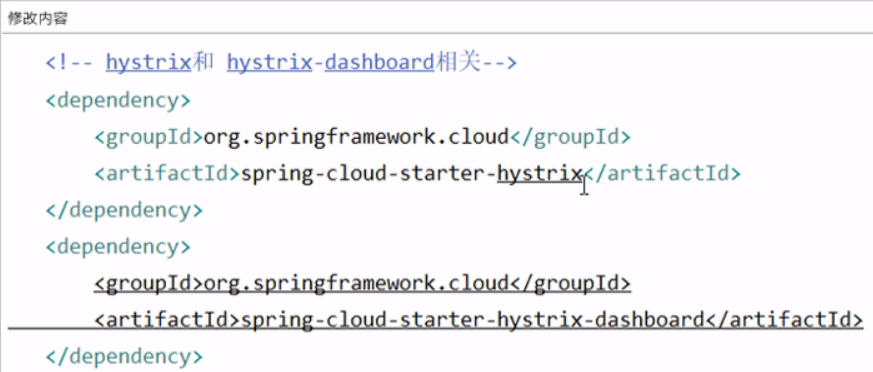 修改内容
<!-- hystrix和 hystrix-dashboard相关-->
<dependency>
<groupId>org.springframework.cloud</groupId>
<artifactId>spring-cloud-starter-hystrix</artifactId>
</dependency>
<dependency>
<groupId>org.springframework.cloud</groupId>
<artifactId>spring-cloud-starter-hystrix-dashboard</artifactId>
</dependency>